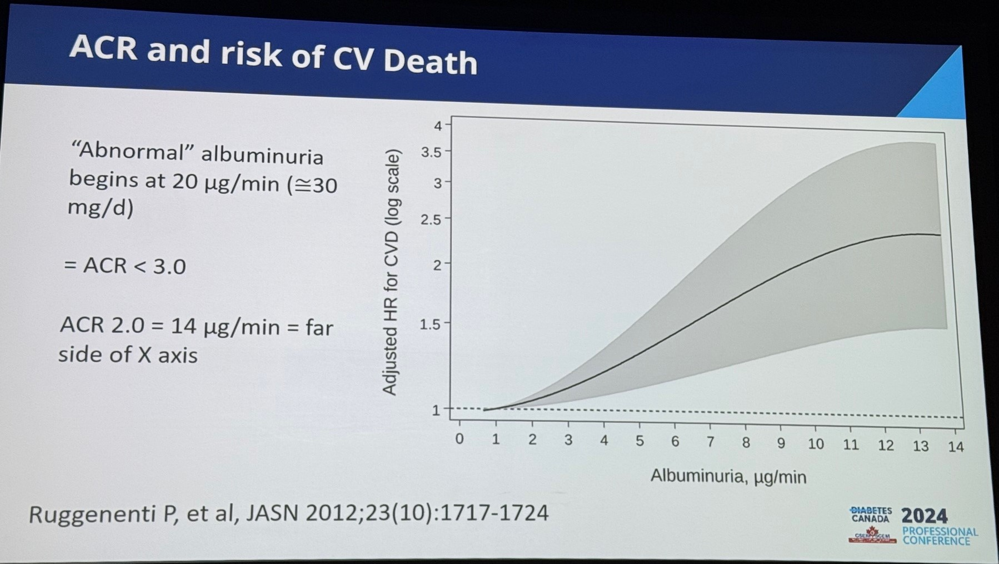 ACR and risk of CV Death
“Abnormal” albuminuria
begins at 20 µg/min (≅30
mg/d)
= ACR < 3.0
ACR 2.0 = 14 µg/min = far
side of X axis
Adjusted HR for CVD (log scale)
4
3.5
3
2.5
2
1.5
1
0 1 2 3 4 5 6 7 8 9 10 11 12 13 14
Albuminuria, µg/min
Ruggenenti P, et al, JASN 2012;23(10):1717-1724
DIABETES
CANADA
CSEM SCEM
2024
PROFESSIONAL
CONFERENCE